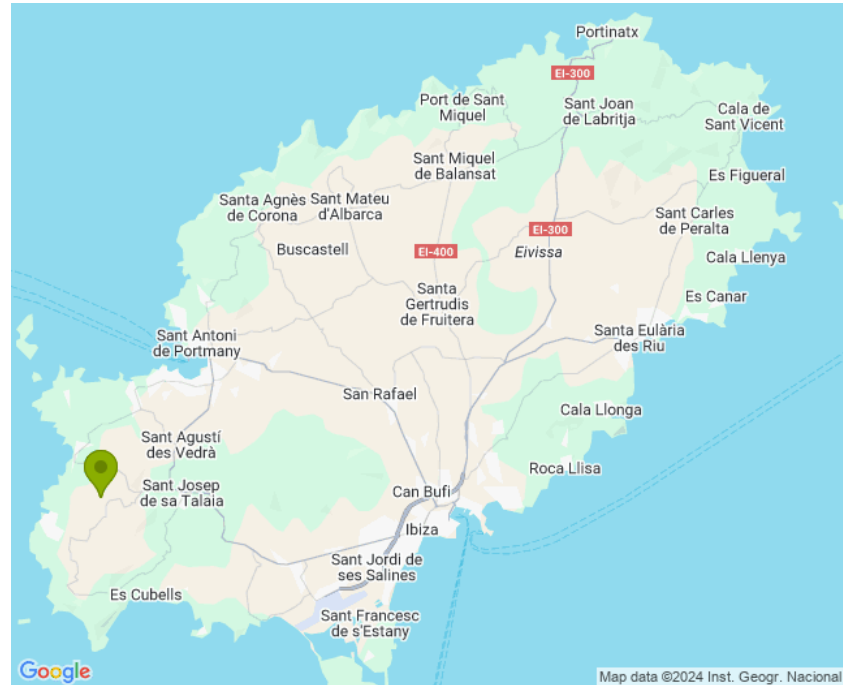 Portinatx
EI-300
Port de Sant
Miquel
Sant Joan
de Labritja
Cala de
Sant Vicent
Sant Miquel
de Balansat
Es Figueral
Santa Agnès
de Corona
Sant Mateu
d'Albarca
Sant Carles
de Peralta
EI-300
Buscastell
EI-400
Eivissa
Cala Llenya
Santa
Gertrudis
de Fruitera
Es Canar
Sant Antoni
de Portmany
Santa Eulària
des Riu
San Rafael
Cala Llonga
Sant Agustí
des Vedrà
Roca Llisa
Sant Josep
de sa Talaia
Can Bufí
Ibiza
Sant Jordi de
ses Salines
Es Cubells
Sant Francesc
de s'Estany
Google
Map data ©2024 Inst. Geogr. Nacional